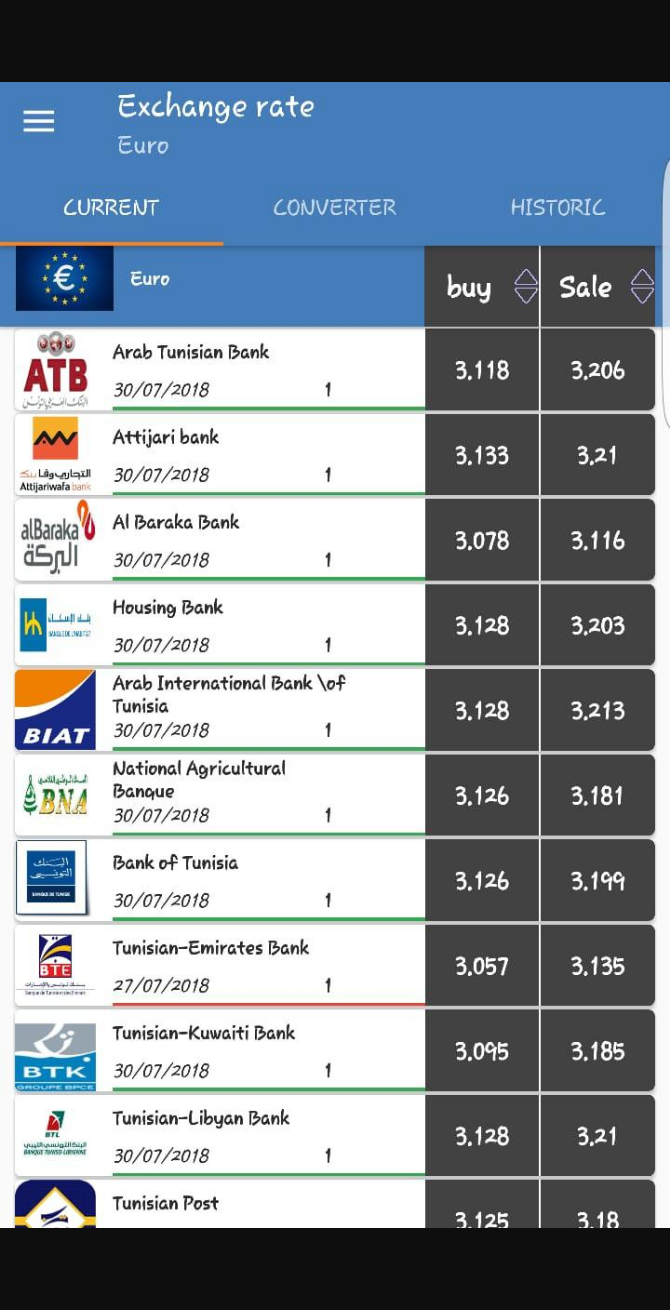 Exchange rate
Euro
CURRENT CONVERTER HISTORIC
€ Euro buy Sale
ATB
Arab Tunisian Bank
30/07/2018 1 3.118 3.206
التجاري وفا بنك
Attijariwafa bank
Attijari bank
30/07/2018 1 3.133 3.21
alBaraka
البركة
Al Baraka Bank
30/07/2018 1 3.078 3.116
Housing Bank
30/07/2018 1 3.128 3.203
BIAT
Arab International Bank \of
Tunisia
30/07/2018 1 3.128 3.213
BNA
National Agricultural
Banque
30/07/2018 1 3.126 3.181
البنك
التونسي
BANQUE DE TUNISIE
Bank of Tunisia
30/07/2018 1 3.126 3.199
BTE
Tunisian-Emirates Bank
27/07/2018 1 3.057 3.135
BTK
GROUPE BPCE
Tunisian-Kuwaiti Bank
30/07/2018 1 3.095 3.185
BTL
البنك التونسي الليبي
BANQUE TUNISO-LIBYENNE
Tunisian-Libyan Bank
30/07/2018 1 3.128 3.21
Tunisian Post
3.125 3.18